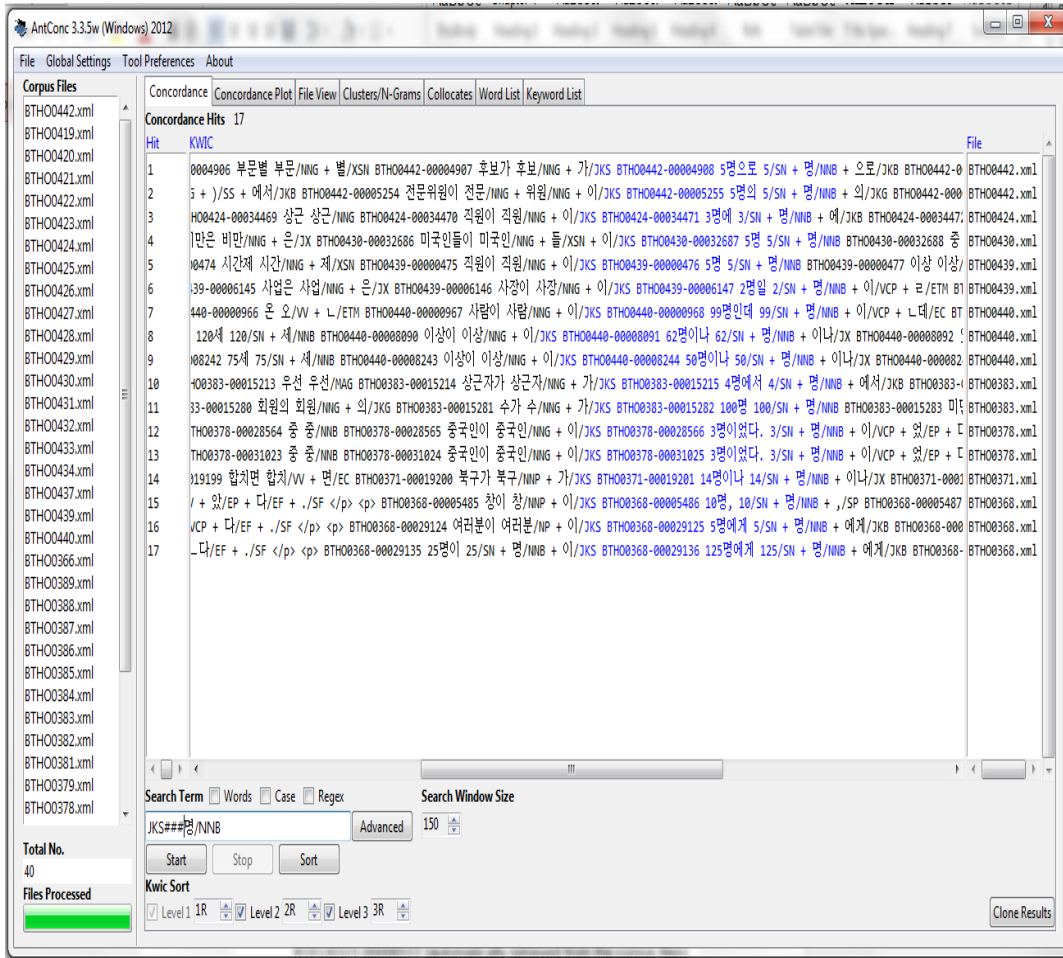 AntConc 3.3.5w (Windows) 2012
File Global Settings Tool Preferences About
Corpus Files
BTHO0442.xml
BTHO0419.xml
BTHO0420.xml
BTHO0421.xml
BTHO0422.xml
BTHO0423.xml
BTHO0424.xml
BTHO0425.xml
BTHO0426.xml
BTHO0427.xml
BTHO0428.xml
BTHO0429.xml
BTHO0430.xml
BTHO0431.xml
BTHO0432.xml
BTHO0433.xml
BTHO0434.xml
BTHO0437.xml
BTHO0439.xml
BTHO0440.xml
BTHO0366.xml
BTHO0389.xml
BTHO0388.xml
BTHO0387.xml
BTHO0386.xml
BTHO0385.xml
BTHO0384.xml
BTHO0383.xml
BTHO0382.xml
BTHO0381.xml
BTHO0379.xml
BTHO0378.xml
Total No.
40
Files Processed
Concordance Concordance Plot File View Clusters/N-Grams Collocates Word List Keyword List
Concordance Hits 17
Hit KWIC File
1 0004906 부문별 부문/NNG + 별/XSN BTHO0442-00004907 후보가 후보/NNG + 가/JKS BTHO0442-00004908 5명으로 5/SN + 명/NNB + 으로/JKB BTHO0442-0 BTHO0442.xml
2 + )/SS + 에서/JKB BTHO0442-00005254 전문위원이 전문/NNG + 위원/NNG + 이/JKS BTHO0442-00005255 5명의 5/SN + 명/NNB + 의/JKG BTHO0442-000 BTHO0442.xml
3 HO0424-00034469 상근 상근/NNG BTHO0424-00034470 직원이 직원/NNG + 이/JKS BTHO0424-00034471 3명에 3/SN + 명/NNB + 에/JKB BTHO0424-0003447 BTHO0424.xml
4 만은 비만/NNG + 은/JX BTHO0430-00032686 미국인들이 미국인/NNG + 들/XSN + 이/JKS BTHO0430-00032687 5명 5/SN + 명/NNB BTHO0430-00032688 중 BTHO0430.xml
5 0474 시간제 시간/NNG + 제/XSN BTHO0439-00000475 직원이 직원/NNG + 이/JKS BTHO0439-00000476 5명 5/SN + 명/NNB BTHO0439-00000477 이상 이상/ BTHO0439.xml
6 39-00006145 사업은 사업/NNG + 은/JX BTHO0439-00006146 사장이 사장/NNG + 이/JKS BTHO0439-00006147 2명일 2/SN + 명/NNB + 이/VCP + ㄹ/ETM BT BTHO0439.xml
7 440-00000966 온 오/VV + ㄴ/ETM BTHO0440-00000967 사람이 사람/NNG + 이/JKS BTHO0440-00000968 99명인데 99/SN + 명/NNB + 이/VCP + ㄴ데/EC BT BTHO0440.xml
8 120세 120/SN + 세/NNB BTHO0440-00008090 이상이 이상/NNG + 이/JKS BTHO0440-00008091 62명이나 62/SN + 명/NNB + 이나/JX BTHO0440-00008092 BTHO0440.xml
9 08242 75세 75/SN + 세/NNB BTHO0440-00008243 이상이 이상/NNG + 이/JKS BTHO0440-00008244 50명이나 50/SN + 명/NNB + 이나/JX BTHO0440-000082 BTHO0440.xml
10 HO0383-00015213 우선 우선/MAG BTHO0383-00015214 상근자가 상근자/NNG + 가/JKS BTHO0383-00015215 4명에서 4/SN + 명/NNB + 에서/JKB BTHO0383- BTHO0383.xml
11 83-00015280 회원의 회원/NNG + 의/JKG BTHO0383-00015281 수가 수/NNG + 가/JKS BTHO0383-00015282 100명 100/SN + 명/NNB BTHO0383-00015283 BTHO0383.xml
12 THO0378-00028564 중 중/NNB BTHO0378-00028565 중국인이 중국인/NNG + 이/JKS BTHO0378-00028566 3명이었다. 3/SN + 명/NNB + 이/VCP + 었/EP + BTHO0378.xml
13 THO0378-00031023 중 중/NNB BTHO0378-00031024 중국인이 중국인/NNG + 이/JKS BTHO0378-00031025 3명이었다. 3/SN + 명/NNB + 이/VCP + 었/EP + BTHO0378.xml
14 019199 합치면 합치/VV + 면/EC BTHO0371-00019200 북구가 북구/NNP + 가/JKS BTHO0371-00019201 14명이나 14/SN + 명/NNB + 이나/JX BTHO0371-0001 BTHO0371.xml
15 / + 았/EP + 다/EF + ./SF </p> <p> BTHO0368-00005485 창이 창/NNP + 이/JKS BTHO0368-00005486 10명, 10/SN + 명/NNB + ,/SP BTHO0368-00005487 BTHO0368.xml
16 VCP + 다/EF + ./SF </p> <p> BTHO0368-00029124 여러분이 여러분/NP + 이/JKS BTHO0368-00029125 5명에게 5/SN + 명/NNB + 에게/JKB BTHO0368-000 BTHO0368.xml
17 다/EF + ./SF </p> <p> BTHO0368-00029135 25명이 25/SN + 명/NNB + 이/JKS BTHO0368-00029136 125명에게 125/SN + 명/NNB + 에게/JKB BTHO0368- BTHO0368.xml
Search Term Words Case Regex Search Window Size
JKS###명/NNB Advanced 150
Start Stop Sort
Kwic Sort
Level 1 1R Level 2 2R Level 3 3R Clone Results